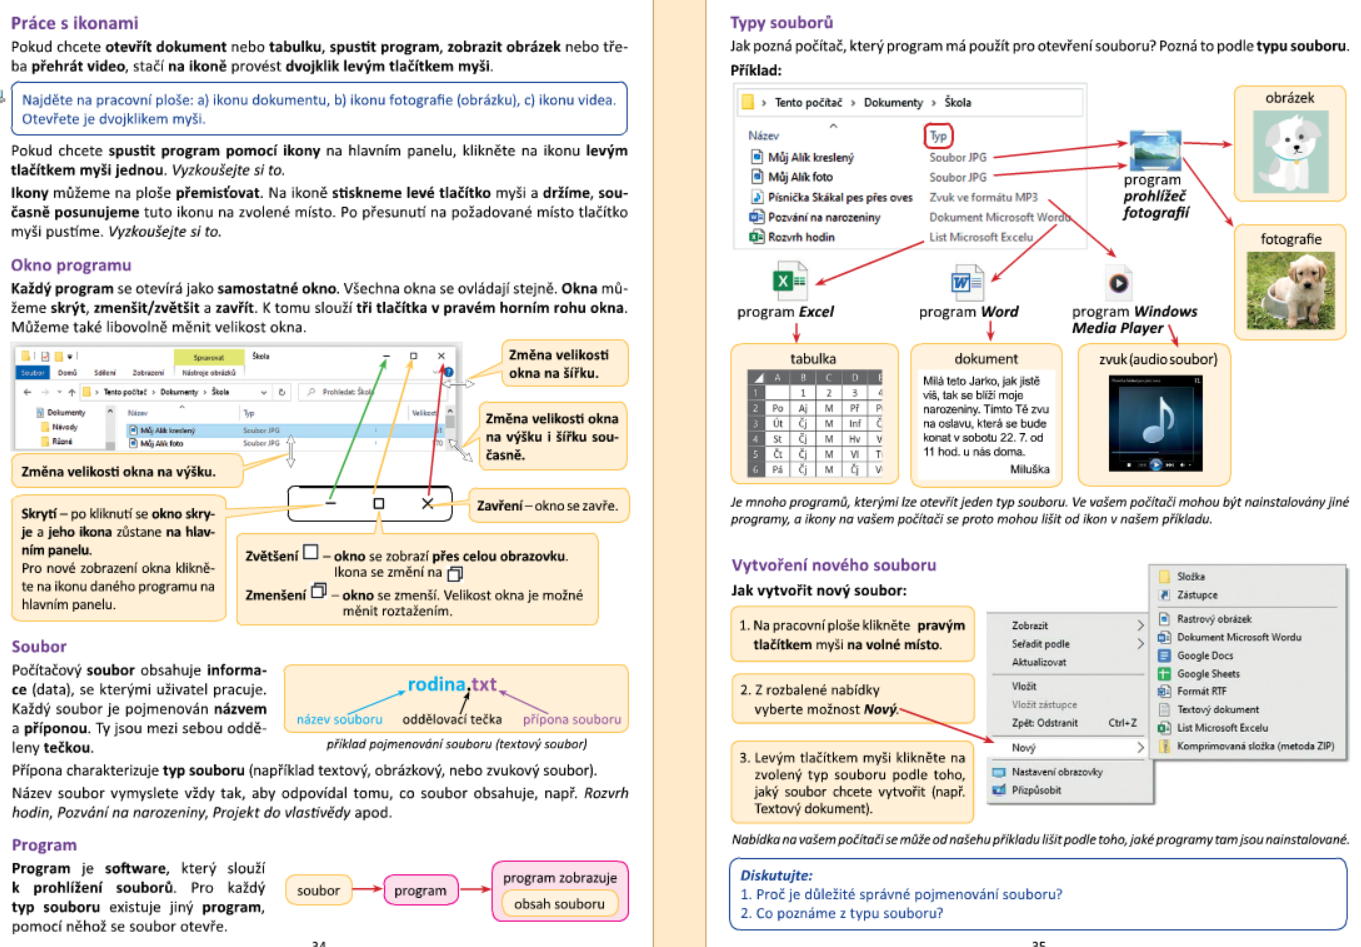 Práce s ikonami
Pokud chcete otevřít dokument nebo tabulku, spustit program, zobrazit obrázek nebo tře-
ba přehrát video, stačí na ikoně provést dvojklik levým tlačítkem myši.
Najděte na pracovní ploše: a) ikonu dokumentu, b) ikonu fotografie (obrázku), c) ikonu videa.
Otevřete je dvojklikem myši.
Pokud chcete spustit program pomocí ikony na hlavním panelu, klikněte na ikonu levým
tlačítkem myši jednou. Vyzkoušejte si to.
Ikony můžeme na ploše přemisťovat. Na ikoně stiskneme levé tlačítko myši a držíme, sou-
časně posunujeme tuto ikonu na zvolené místo. Po přesunutí na požadované místo tlačítko
myši pustíme. Vyzkoušejte si to.
Okno programu
Každý program se otevírá jako samostatné okno. Všechna okna se ovládají stejně. Okna mů-
žeme skrýt, zmenšit/zvětšit a zavřít. K tomu slouží tři tlačítka v pravém horním rohu okna.
Můžeme také libovolně měnit velikost okna.
Spravovat Škola
Soubor Domů Sdílení Zobrazení Nástroje obrázků
Tento počítač > Dokumenty > Škola Prohledat: Škola
Dokumenty Název Typ Velikost
Návody Můj Alík kreslený Soubor JPG
Různé Můj Alík foto Soubor JPG 70
Změna velikosti
okna na šířku.
Změna velikosti okna
na výšku i šířku sou-
časně.
Změna velikosti okna na výšku.
Zavření – okno se zavře.
Skrytí – po kliknutí se okno skry-
je a jeho ikona zůstane na hlav-
ním panelu.
Pro nové zobrazení okna klikně-
te na ikonu daného programu na
hlavním panelu.
Zvětšení – okno se zobrazí přes celou obrazovku.
Ikona se změní na
Zmenšení – okno se zmenší. Velikost okna je možné
měnit roztažením.
Soubor
Počítačový soubor obsahuje informa-
ce (data), se kterými uživatel pracuje.
Každý soubor je pojmenován názvem
a příponou. Ty jsou mezi sebou oddě-
leny tečkou.
rodina.txt
název souboru oddělovací tečka přípona souboru
příklad pojmenování souboru (textový soubor)
Přípona charakterizuje typ souboru (například textový, obrázkový, nebo zvukový soubor).
Název soubor vymyslete vždy tak, aby odpovídal tomu, co soubor obsahuje, např. Rozvrh
hodin, Pozvání na narozeniny, Projekt do vlastivědy apod.
Program
Program je software, který slouží
k prohlížení souborů. Pro každý
typ souboru existuje jiný program,
pomocí něhož se soubor otevře.
soubor
program
program zobrazuje
obsah souboru
34
Typy souborů
Jak pozná počítač, který program má použít pro otevření souboru? Pozná to podle typu souboru.
Příklad:
> Tento počítač > Dokumenty > Škola
Název Typ
Můj Alík kreslený Soubor JPG
Můj Alík foto Soubor JPG
Písnička Skákal pes přes oves Zvuk ve formátu MP3
Pozvání na narozeniny Dokument Microsoft Wordu
Rozvrh hodin List Microsoft Excelu
program
prohlížeč
fotografií
obrázek
fotografie
program Excel
program Word
program Windows
Media Player
tabulka
A B C D E
1 1 2 3 4
2 Po Aj M Př
3 Út Čj M Inf Č
4 St Čj M Hv V
5 Čt Čj M Vl
6 Pá Čj M Čj V
dokument
Milá teto Jarko, jak jistě
víš, tak se blíží moje
narozeniny. Tímto Tě zvu
na oslavu, která se bude
konat v sobotu 22. 7. od
11 hod. u nás doma.
Miluška
zvuk (audio soubor)
Je mnoho programů, kterými lze otevřít jeden typ souboru. Ve vašem počítači mohou být nainstalovány jiné
programy, a ikony na vašem počítači se proto mohou lišit od ikon v našem příkladu.
Vytvoření nového souboru
Jak vytvořit nový soubor:
1. Na pracovní ploše klikněte pravým
tlačítkem myši na volné místo.
2. Z rozbalené nabídky
vyberte možnost Nový.
3. Levým tlačítkem myši klikněte na
zvolený typ souboru podle toho,
jaký soubor chcete vytvořit (např.
Textový dokument).
Zobrazit
Seřadit podle
Aktualizovat
Vložit
Vložit zástupce
Zpět: Odstranit Ctrl+Z
Nový
Nastavení obrazovky
Přizpůsobit
Složka
Zástupce
Rastrový obrázek
Dokument Microsoft Wordu
Google Docs
Google Sheets
Formát RTF
Textový dokument
List Microsoft Excelu
Komprimovaná složka (metoda ZIP)
Nabídka na vašem počítači se může od našehu příkladu lišit podle toho, jaké programy tam jsou nainstalované.
Diskutujte:
1. Proč je důležité správné pojmenování souboru?
2. Co poznáme z typu souboru?
35